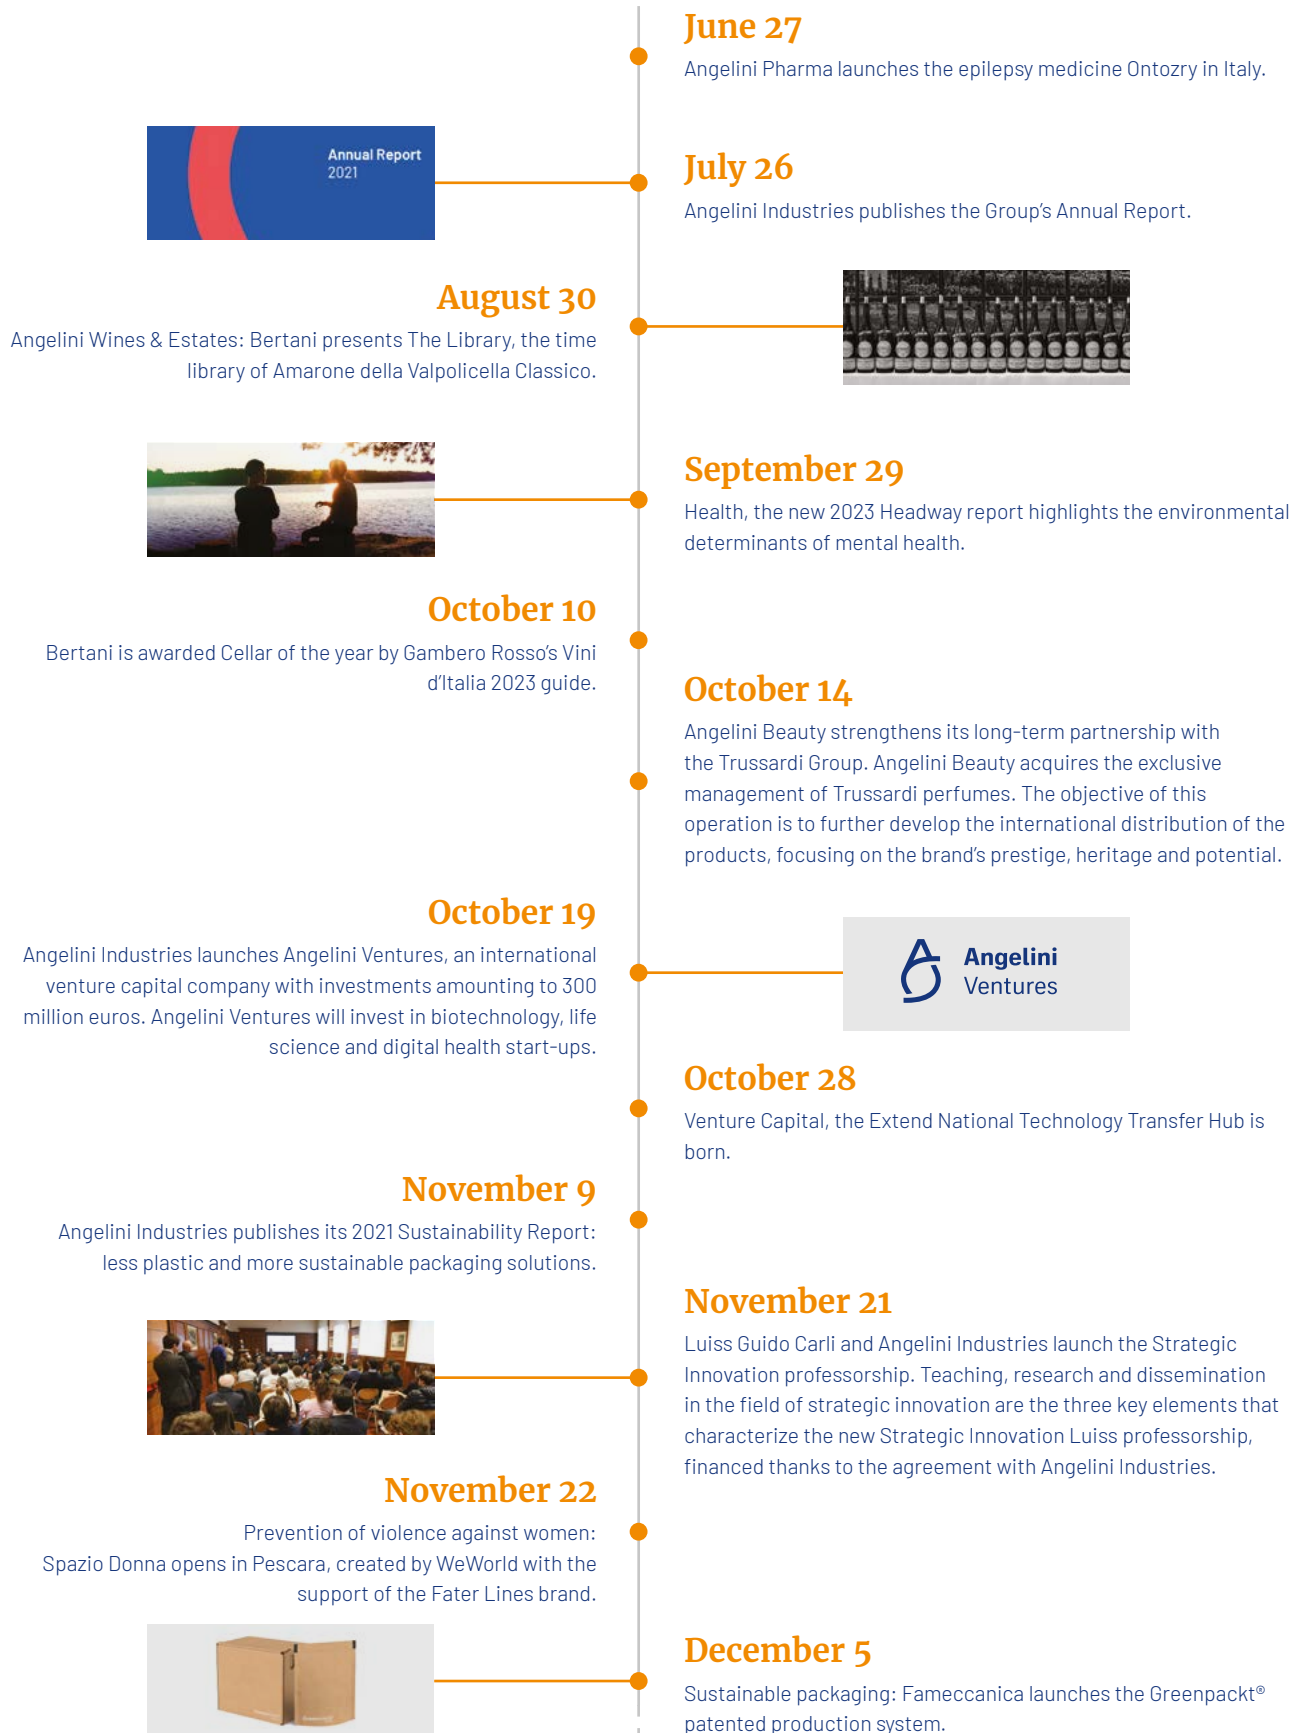 June 27
Angelini Pharma launches the epilepsy medicine Ontozry in Italy.
Annual Report
2021
July 26
Angelini Industries publishes the Group's Annual Report.
August 30
Angelini Wines & Estates: Bertani presents The Library, the time
library of Amarone della Valpolicella Classico.
September 29
Health, the new 2023 Headway report highlights the environmental
determinants of mental health.
October 10
Bertani is awarded Cellar of the year by Gambero Rosso's Vini
d'Italia 2023 guide.
October 14
Angelini Beauty strengthens its long-term partnership with
the Trussardi Group. Angelini Beauty acquires the exclusive
management of Trussardi perfumes. The objective of this
operation is to further develop the international distribution of the
products, focusing on the brand's prestige, heritage and potential.
October 19
Angelini Industries launches Angelini Ventures, an international
venture capital company with investments amounting to 300
million euros. Angelini Ventures will invest in biotechnology, life
science and digital health start-ups.
Angelini
Ventures
October 28
Venture Capital, the Extend National Technology Transfer Hub is
born.
November 9
Angelini Industries publishes its 2021 Sustainability Report:
less plastic and more sustainable packaging solutions.
November 21
Luiss Guido Carli and Angelini Industries launch the Strategic
Innovation professorship. Teaching, research and dissemination
in the field of strategic innovation are the three key elements that
characterize the new Strategic Innovation Luiss professorship,
financed thanks to the agreement with Angelini Industries.
November 22
Prevention of violence against women:
Spazio Donna opens in Pescara, created by WeWorld with the
support of the Fater Lines brand.
December 5
Sustainable packaging: Fameccanica launches the Greenpackt®
patented production system.